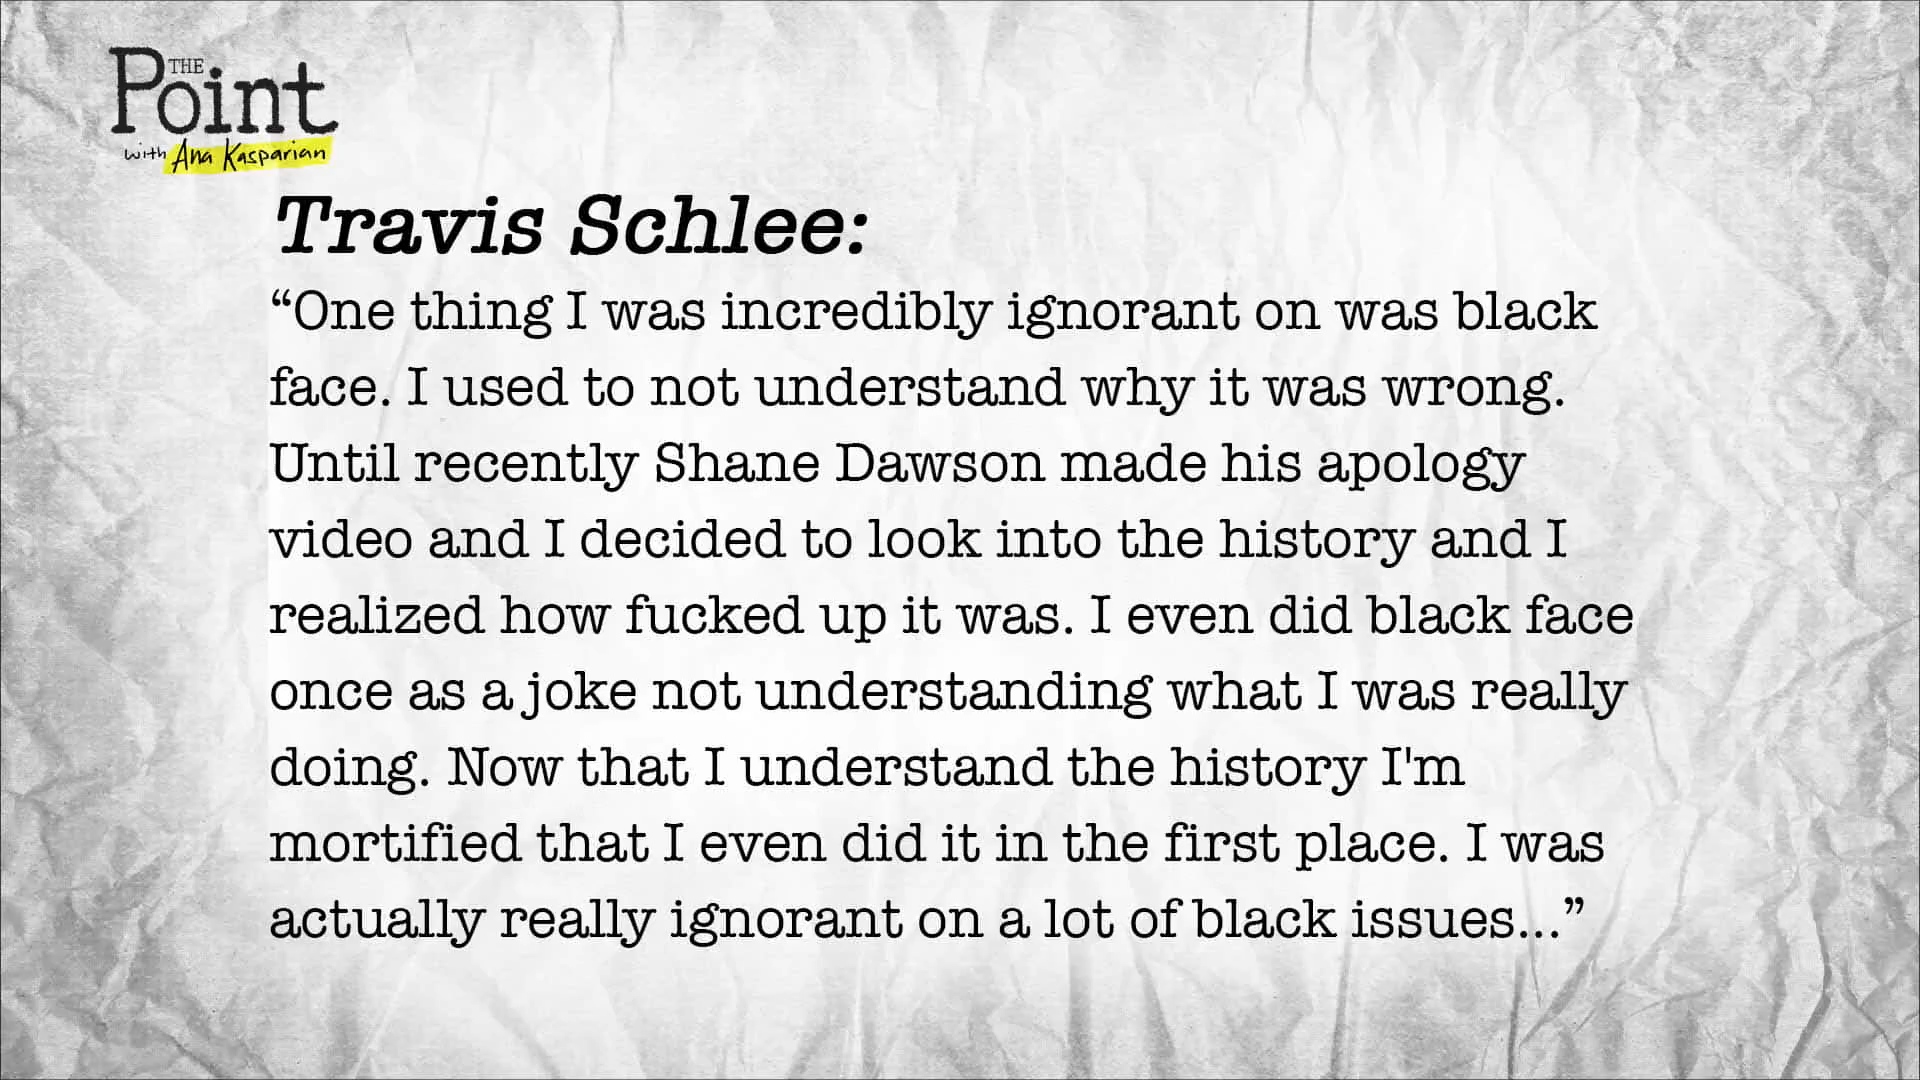 THE
Point
with Ana Kasparian
Travis Schlee:
“One thing I was incredibly ignorant on was black
face. I used to not understand why it was wrong.
Until recently Shane Dawson made his apology
video and I decided to look into the history and I
realized how fucked up it was. I even did black face
once as a joke not understanding what I was really
doing. Now that I understand the history I'm
mortified that I even did it in the first place. I was
actually really ignorant on a lot of black issues...”